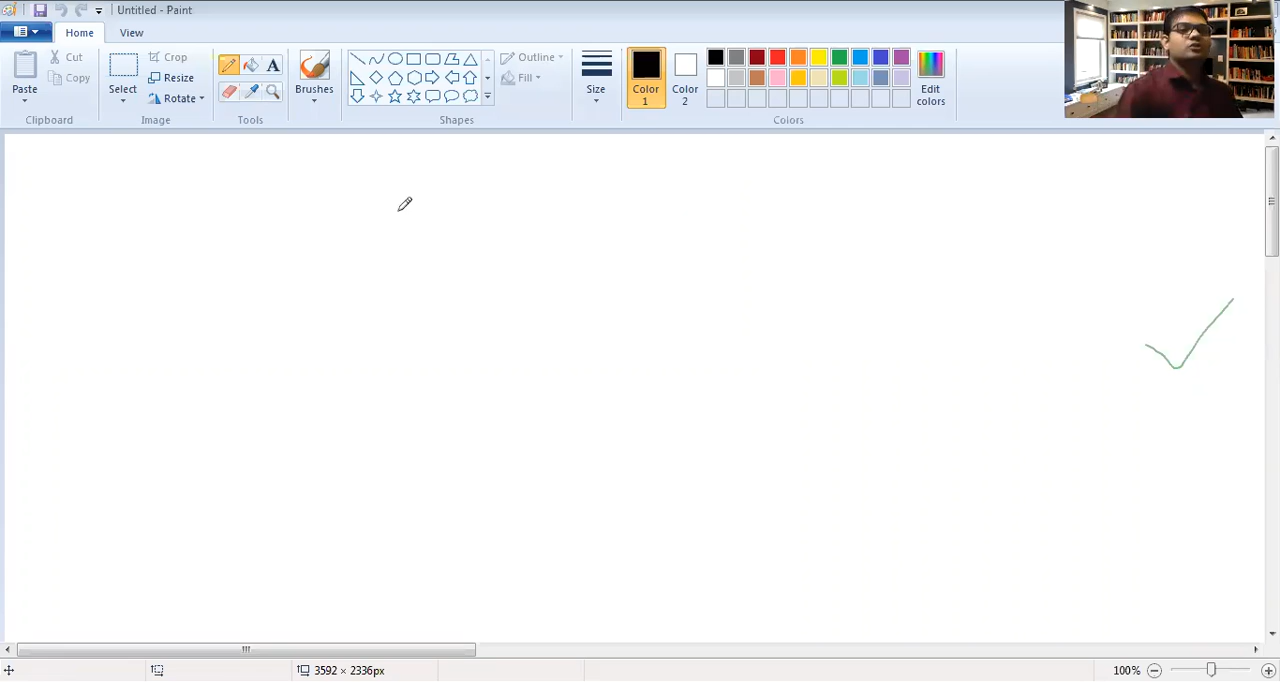 Untitled - Paint
Home View
Paste
Cut
Copy
Clipboard
Select
Crop
Resize
Rotate
Image
A
Tools
Brushes
Outline
Fill
Shapes
Size
Color 1
Color 2
Edit colors
Colors
3592 × 2336px
100%